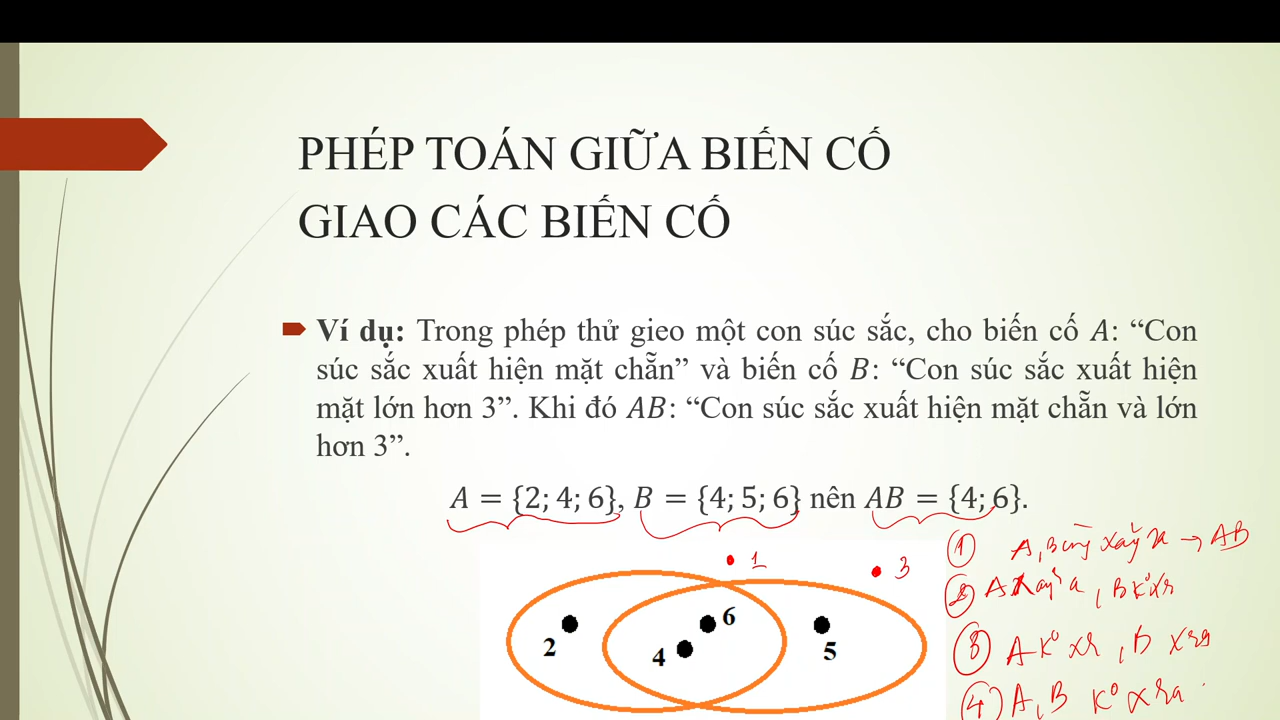 PHÉP TOÁN GIỮA BIẾN CỐ
GIAO CÁC BIẾN CỐ
Ví dụ: Trong phép thử gieo một con súc sắc, cho biến cố A: “Con
súc sắc xuất hiện mặt chẵn” và biến cố B: “Con súc sắc xuất hiện
mặt lớn hơn 3”. Khi đó AB: “Con súc sắc xuất hiện mặt chẵn và lớn
hơn 3”.
A = {2; 4; 6}, B = {4; 5; 6} nên AB = {4; 6}.
1
3
2
4
6
5
① A, B cùng xảy ra → AB
② A xảy ra, B k° xr
③ A k° xr, B xra
④ A, B k° xra